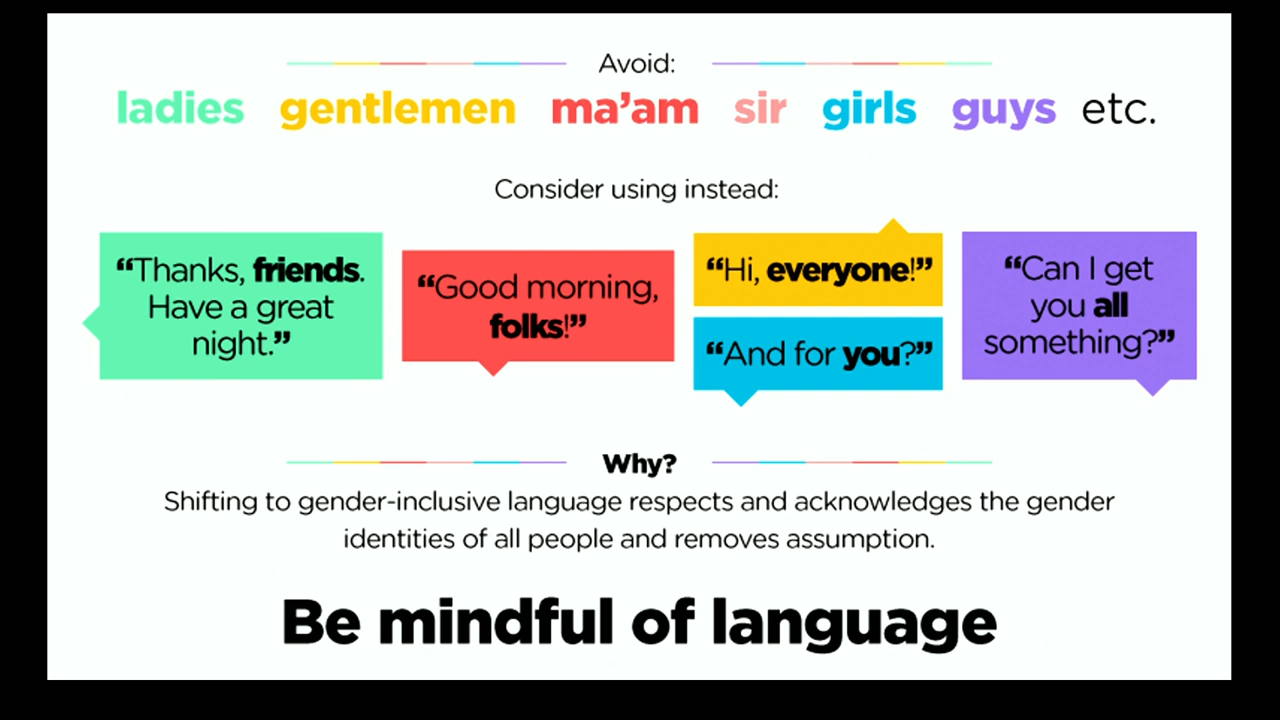 Avoid:
ladies gentlemen ma’am sir girls guys etc.
Consider using instead:
“Thanks, friends.
Have a great
night.”
“Good morning,
folks!”
“Hi, everyone!”
“And for you?”
“Can I get
you all
something?”
Why?
Shifting to gender-inclusive language respects and acknowledges the gender
identities of all people and removes assumption.
Be mindful of language